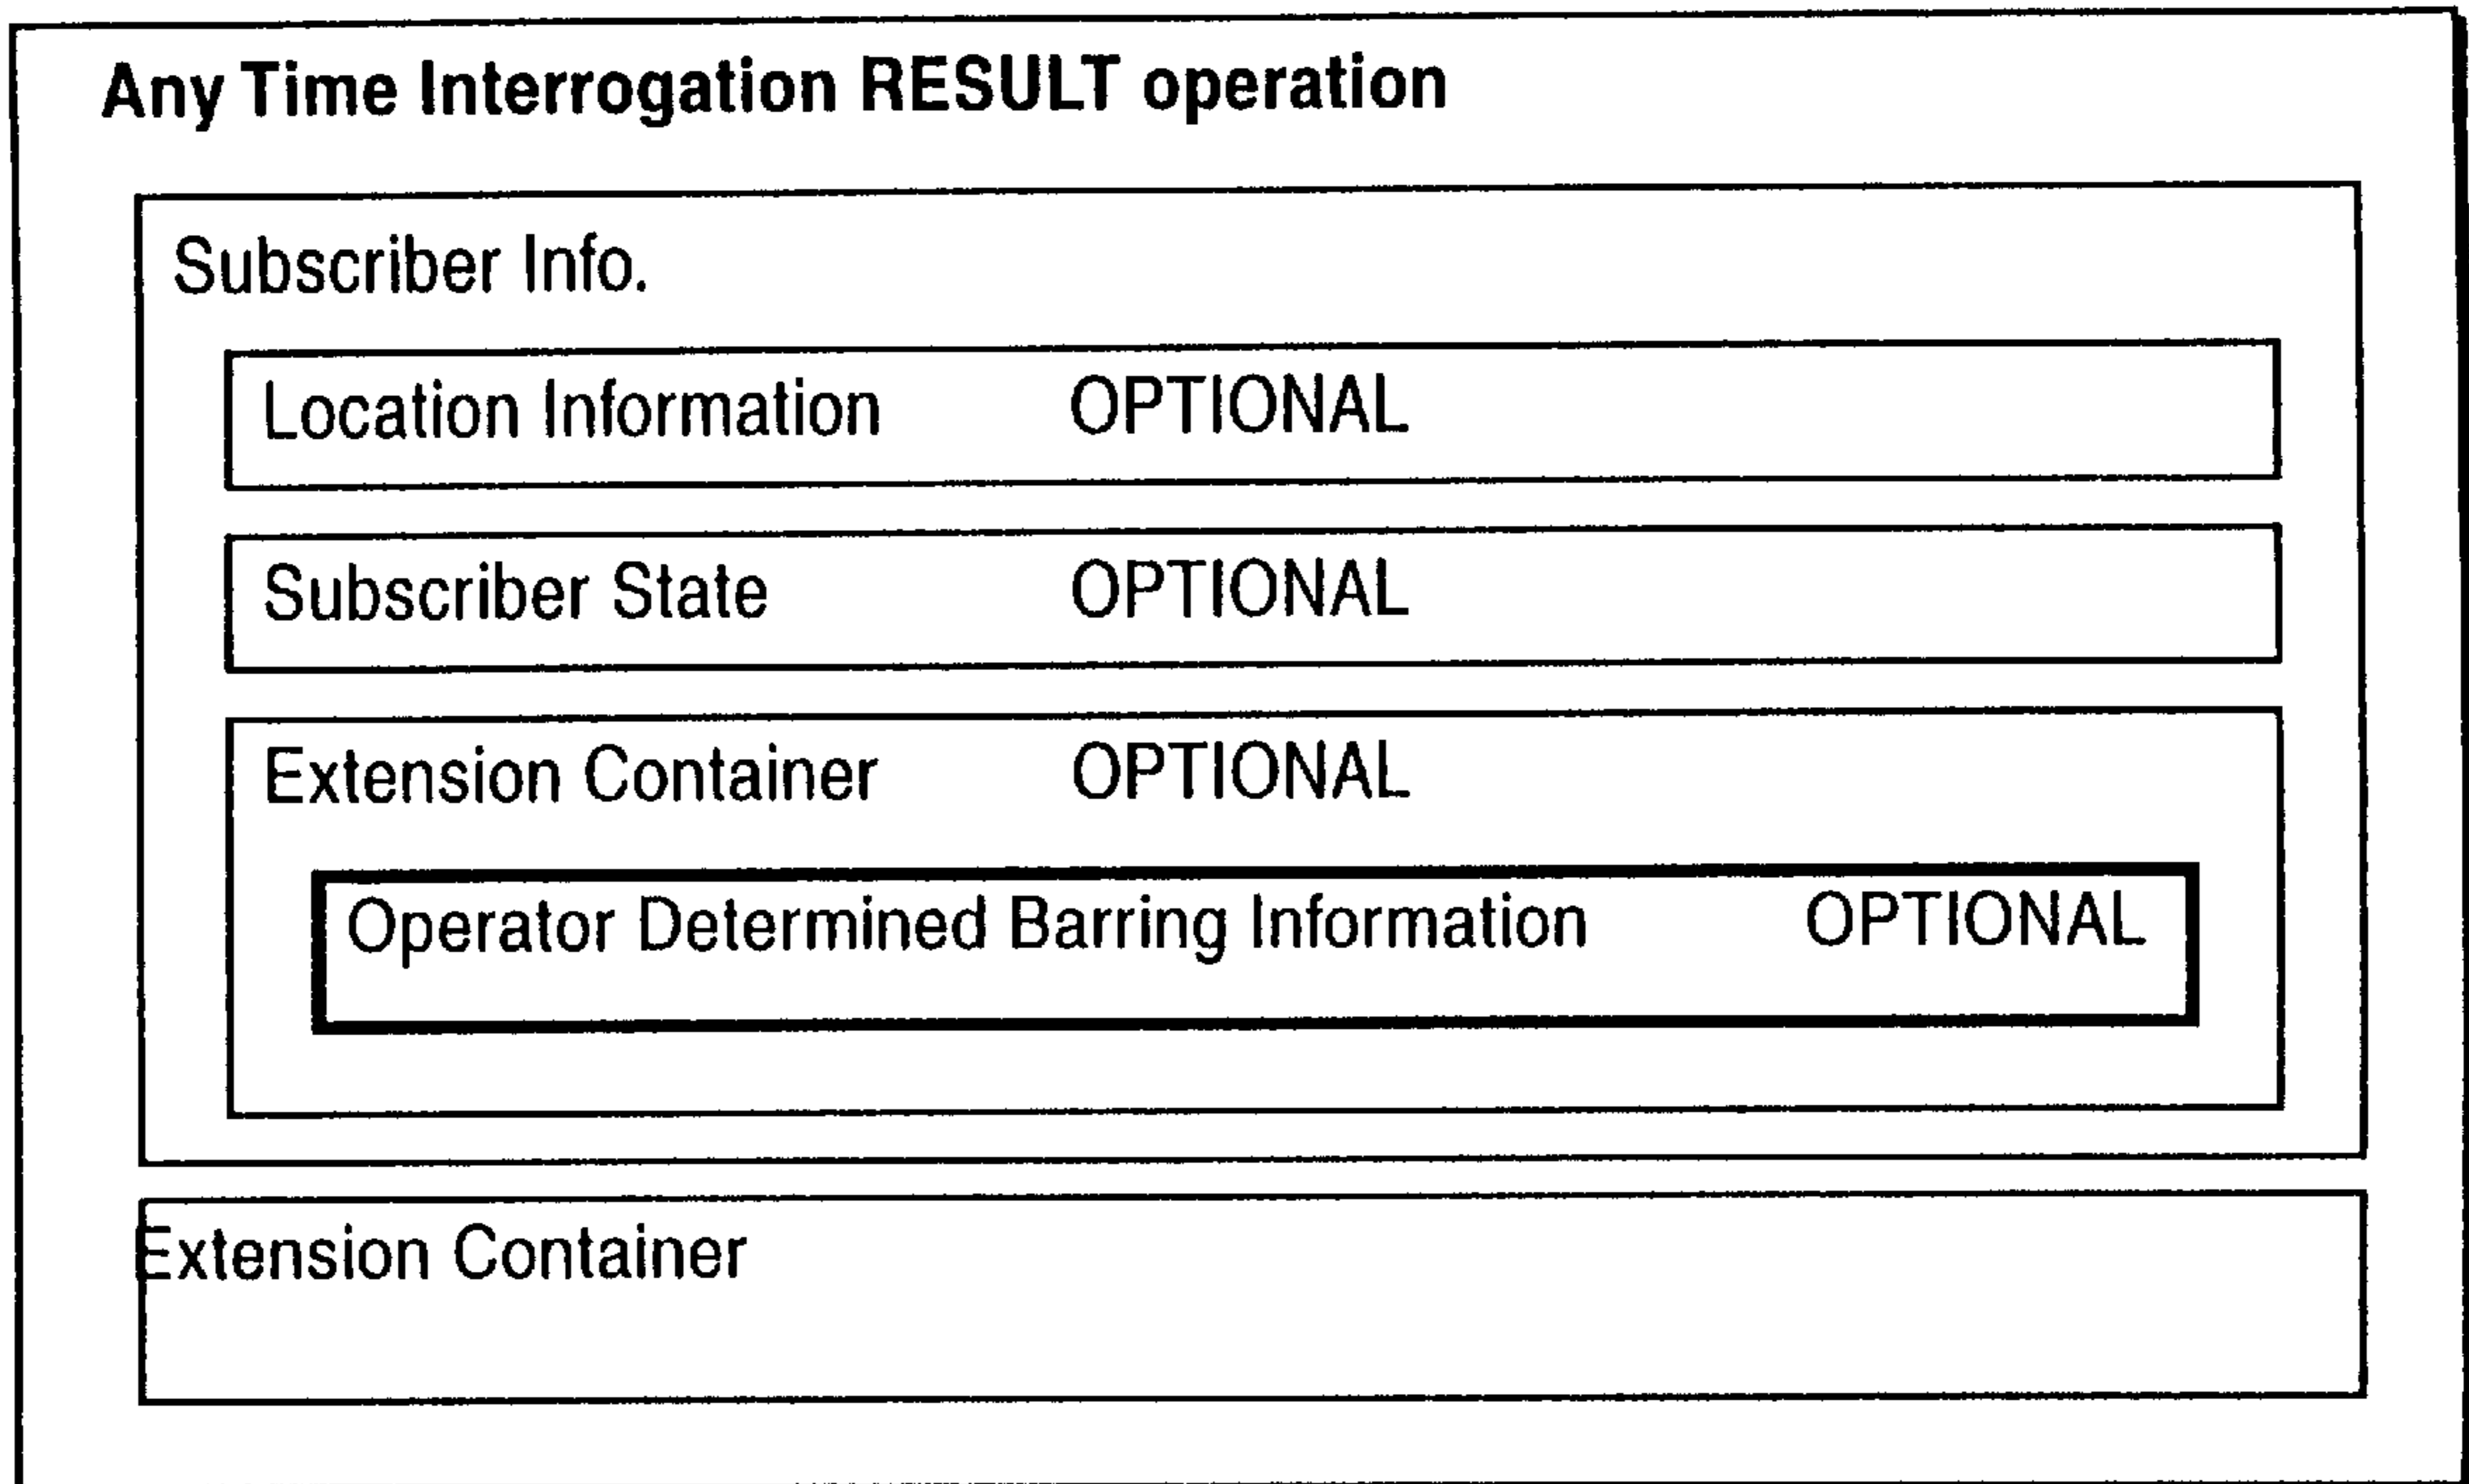 Any Time Interrogation RESULT operation
Subscriber Info.
Location Information OPTIONAL
Subscriber State OPTIONAL
Extension Container OPTIONAL
Operator Determined Barring Information OPTIONAL
Extension Container